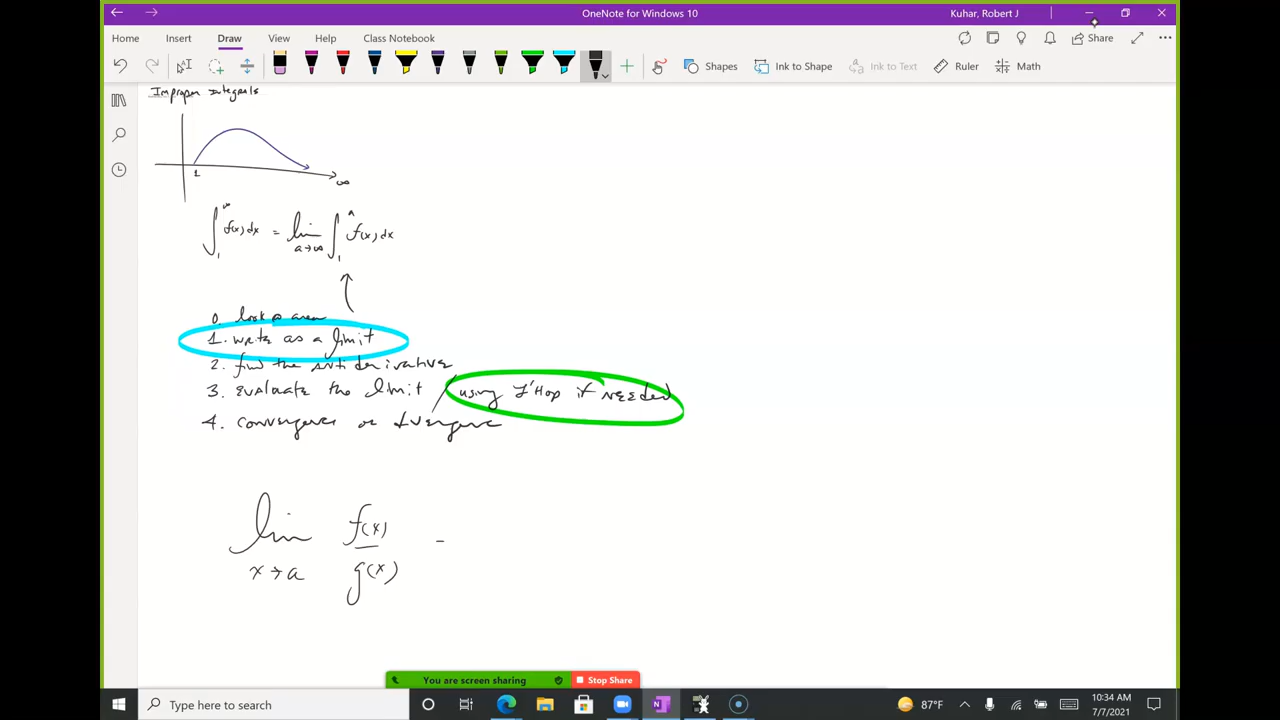 OneNote for Windows 10
Kuhar, Robert J
Home Insert Draw View Help Class Notebook
Share
Shapes Ink to Shape Ink to Text Ruler Math
Improper Integrals
1 ∞
∫₁^∞ f(x) dx = lim a→∞ ∫₁^a f(x) dx
0. look @ area
1. write as a limit
2. find the antiderivative
3. evaluate the limit / using L'Hop if needed
4. convergence or divergence
lim x→a f(x)/g(x) =
You are screen sharing Stop Share
Type here to search
87°F
10:34 AM
7/7/2021